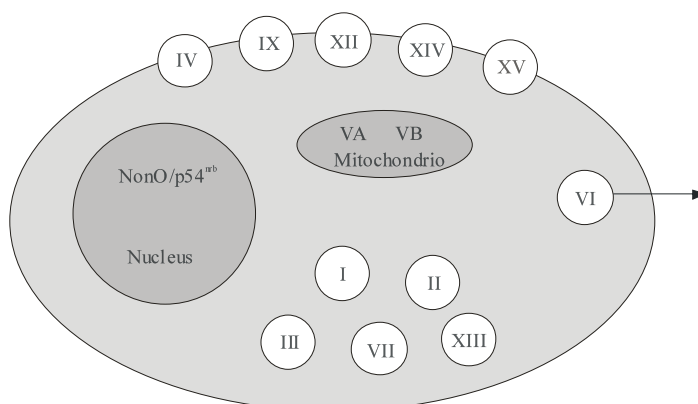 IV
IX
XII
XIV
XV
VA VB
Mitochondrio
NonO/p54nrb
VI
Nucleus
I
II
III
VII
XIII